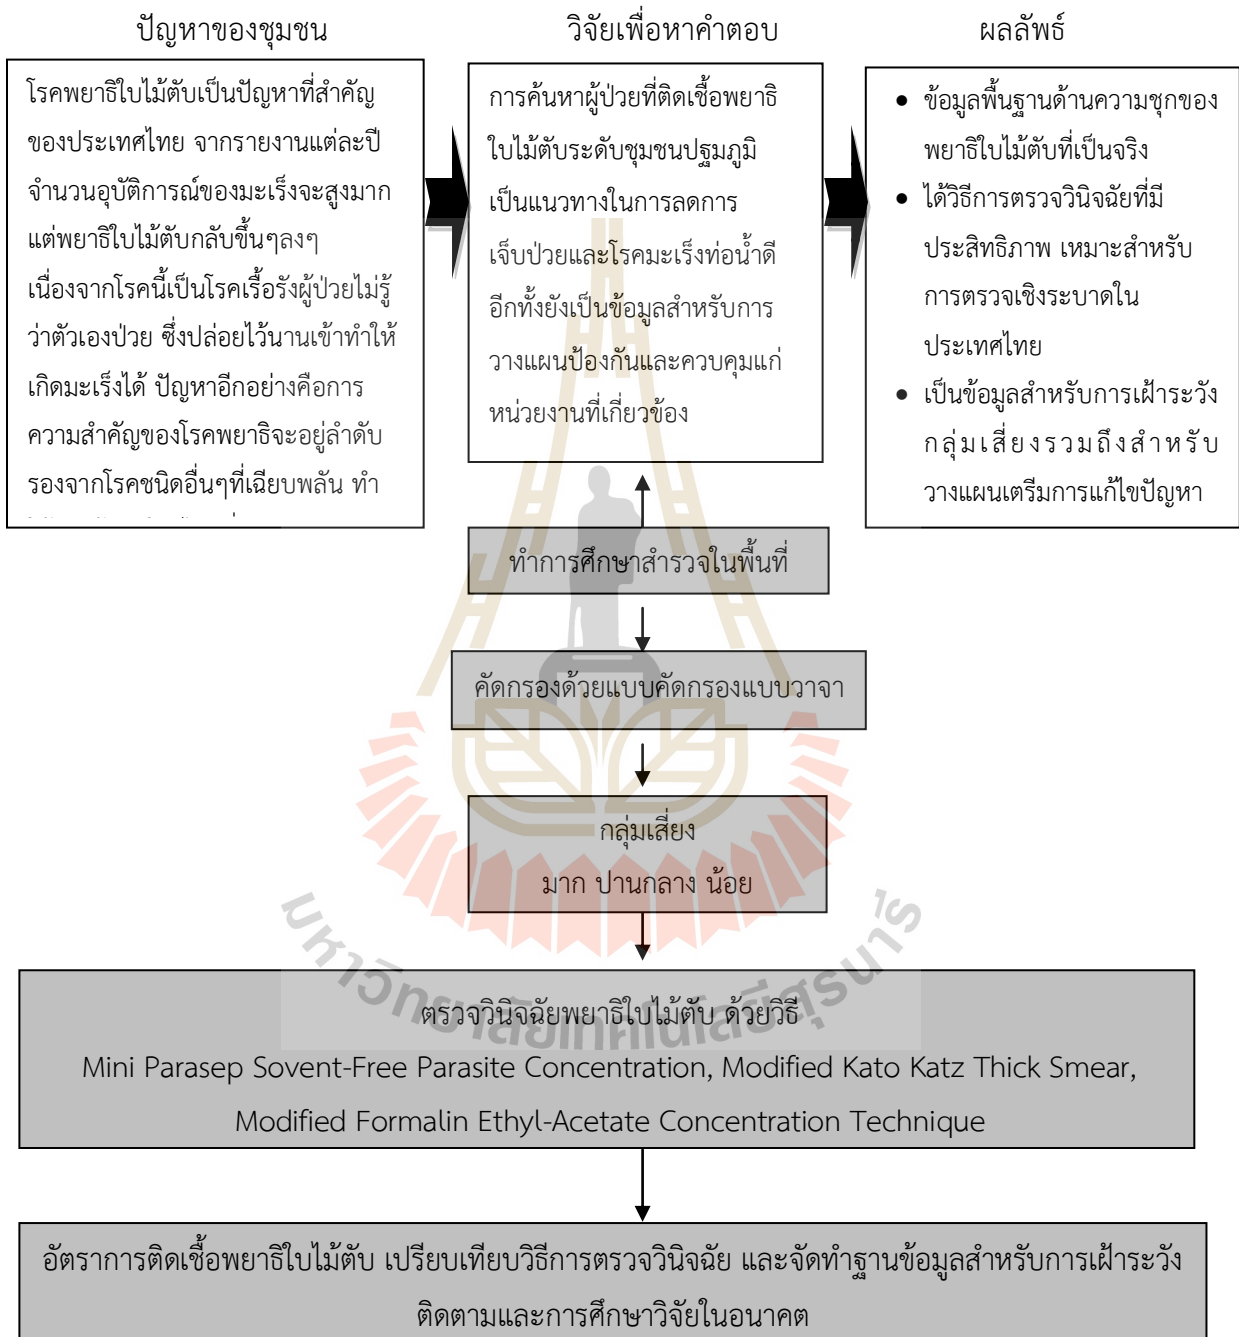 ปัญหาของชุมชน
โรคพยาธิใบไม้ตับเป็นปัญหาที่สำคัญ
ของประเทศไทย จากรายงานแต่ละปี
จำนวนอุบัติการณ์ของมะเร็งจะสูงมาก
แต่พยาธิใบไม้ตับกลับขึ้นๆลงๆ
เนื่องจากโรคนี้เป็นโรคเรื้อรังผู้ป่วยไม่รู้
ว่าตัวเองป่วย ซึ่งปล่อยไว้นานเข้าทำให้
เกิดมะเร็งได้ ปัญหาอีกอย่างคือการ
ความสำคัญของโรคพยาธิจะอยู่ลำดับ
รองจากโรคชนิดอื่นๆที่เฉียบพลัน ทำ
วิจัยเพื่อหาคำตอบ
การค้นหาผู้ป่วยที่ติดเชื้อพยาธิ
ใบไม้ตับระดับชุมชนปฐมภูมิ
เป็นแนวทางในการลดการ
เจ็บป่วยและโรคมะเร็งท่อน้ำดี
อีกทั้งยังเป็นข้อมูลสำหรับการ
วางแผนป้องกันและควบคุมแก่
หน่วยงานที่เกี่ยวข้อง
ผลลัพธ์
• ข้อมูลพื้นฐานด้านความชุกของ
พยาธิใบไม้ตับที่เป็นจริง
• ได้วิธีการตรวจวินิจฉัยที่มี
ประสิทธิภาพ เหมาะสำหรับ
การตรวจเชิงระบาดใน
ประเทศไทย
• เป็นข้อมูลสำหรับการเฝ้าระวัง
กลุ่มเสี่ยงรวมถึงสำหรับ
วางแผนเตรีมการแก้ไขปัญหา
ทำการศึกษาสำรวจในพื้นที่
คัดกรองด้วยแบบคัดกรองแบบวาจา
กลุ่มเสี่ยง
มาก ปานกลาง น้อย
ตรวจวินิจฉัยพยาธิใบไม้ตับ ด้วยวิธี
Mini Parasep Sovent-Free Parasite Concentration, Modified Kato Katz Thick Smear,
Modified Formalin Ethyl-Acetate Concentration Technique
อัตราการติดเชื้อพยาธิใบไม้ตับ เปรียบเทียบวิธีการตรวจวินิจฉัย และจัดทำฐานข้อมูลสำหรับการเฝ้าระวัง
ติดตามและการศึกษาวิจัยในอนาคต
มหาวิทยาลัยเทคโนโลยีสุรนารี